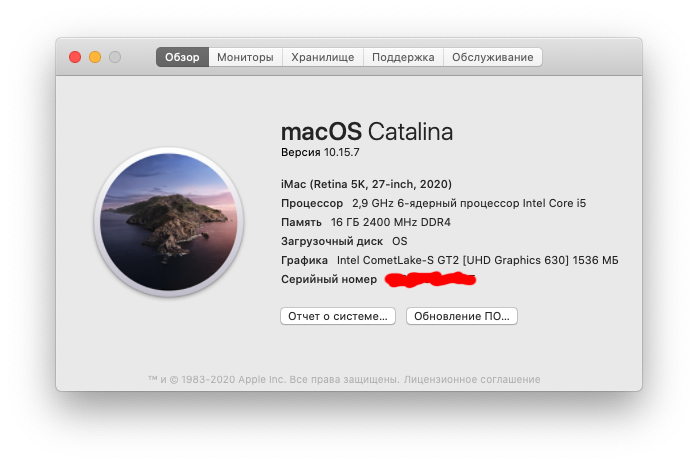 Обзор Мониторы Хранилище Поддержка Обслуживание
macOS Catalina
Версия 10.15.7
iMac (Retina 5K, 27-inch, 2020)
Процессор 2,9 GHz 6-ядерный процессор Intel Core i5
Память 16 ГБ 2400 MHz DDR4
Загрузочный диск OS
Графика Intel CometLake-S GT2 [UHD Graphics 630] 1536 МБ
Серийный номер
Отчет о системе... Обновление ПО...
™ и © 1983-2020 Apple Inc. Все права защищены. Лицензионное соглашение